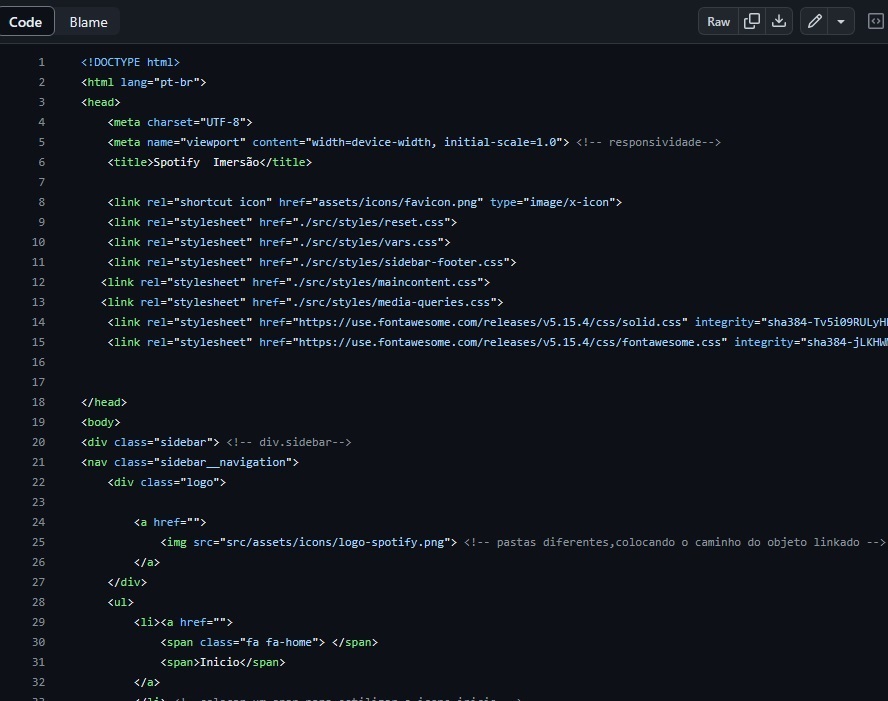 Code Blame Raw
1 <!DOCTYPE html>
2 <html lang="pt-br">
3 <head>
4 <meta charset="UTF-8">
5 <meta name="viewport" content="width=device-width, initial-scale=1.0"> <!-- responsividade-->
6 <title>Spotify  Imersão</title>
7
8 <link rel="shortcut icon" href="assets/icons/favicon.png" type="image/x-icon">
9 <link rel="stylesheet" href="./src/styles/reset.css">
10 <link rel="stylesheet" href="./src/styles/vars.css">
11 <link rel="stylesheet" href="./src/styles/sidebar-footer.css">
12 <link rel="stylesheet" href="./src/styles/maincontent.css">
13 <link rel="stylesheet" href="./src/styles/media-queries.css">
14 <link rel="stylesheet" href="https://use.fontawesome.com/releases/v5.15.4/css/solid.css" integrity="sha384-Tv5i09RULyH
15 <link rel="stylesheet" href="https://use.fontawesome.com/releases/v5.15.4/css/fontawesome.css" integrity="sha384-jLKHW
16
17
18 </head>
19 <body>
20 <div class="sidebar"> <!-- div.sidebar-->
21 <nav class="sidebar__navigation">
22 <div class="logo">
23
24 <a href="">
25 <img src="src/assets/icons/logo-spotify.png"> <!-- pastas diferentes,colocando o caminho do objeto linkado -->
26 </a>
27 </div>
28 <ul>
29 <li><a href="">
30 <span class="fa fa-home"> </span>
31 <span>Inicio</span>
32 </a>